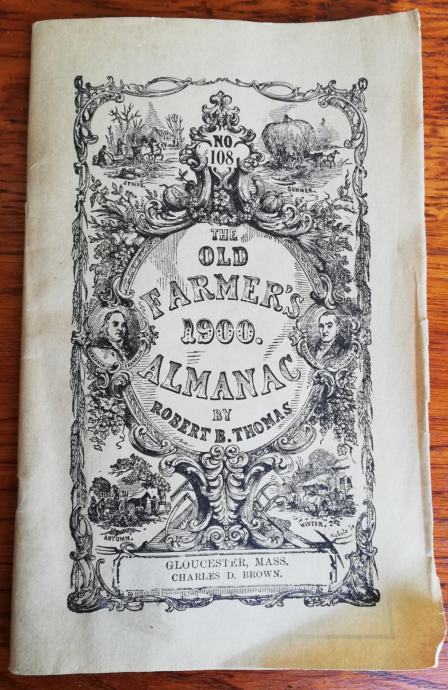 NO
108
SPRING.
SUMMER.
THE
OLD
FARMER'S
1900.
ALMANAC
BY
ROBERT B. THOMAS
AUTUMN.
WINTER.
GLOUCESTER, MASS.
CHARLES D. BROWN.